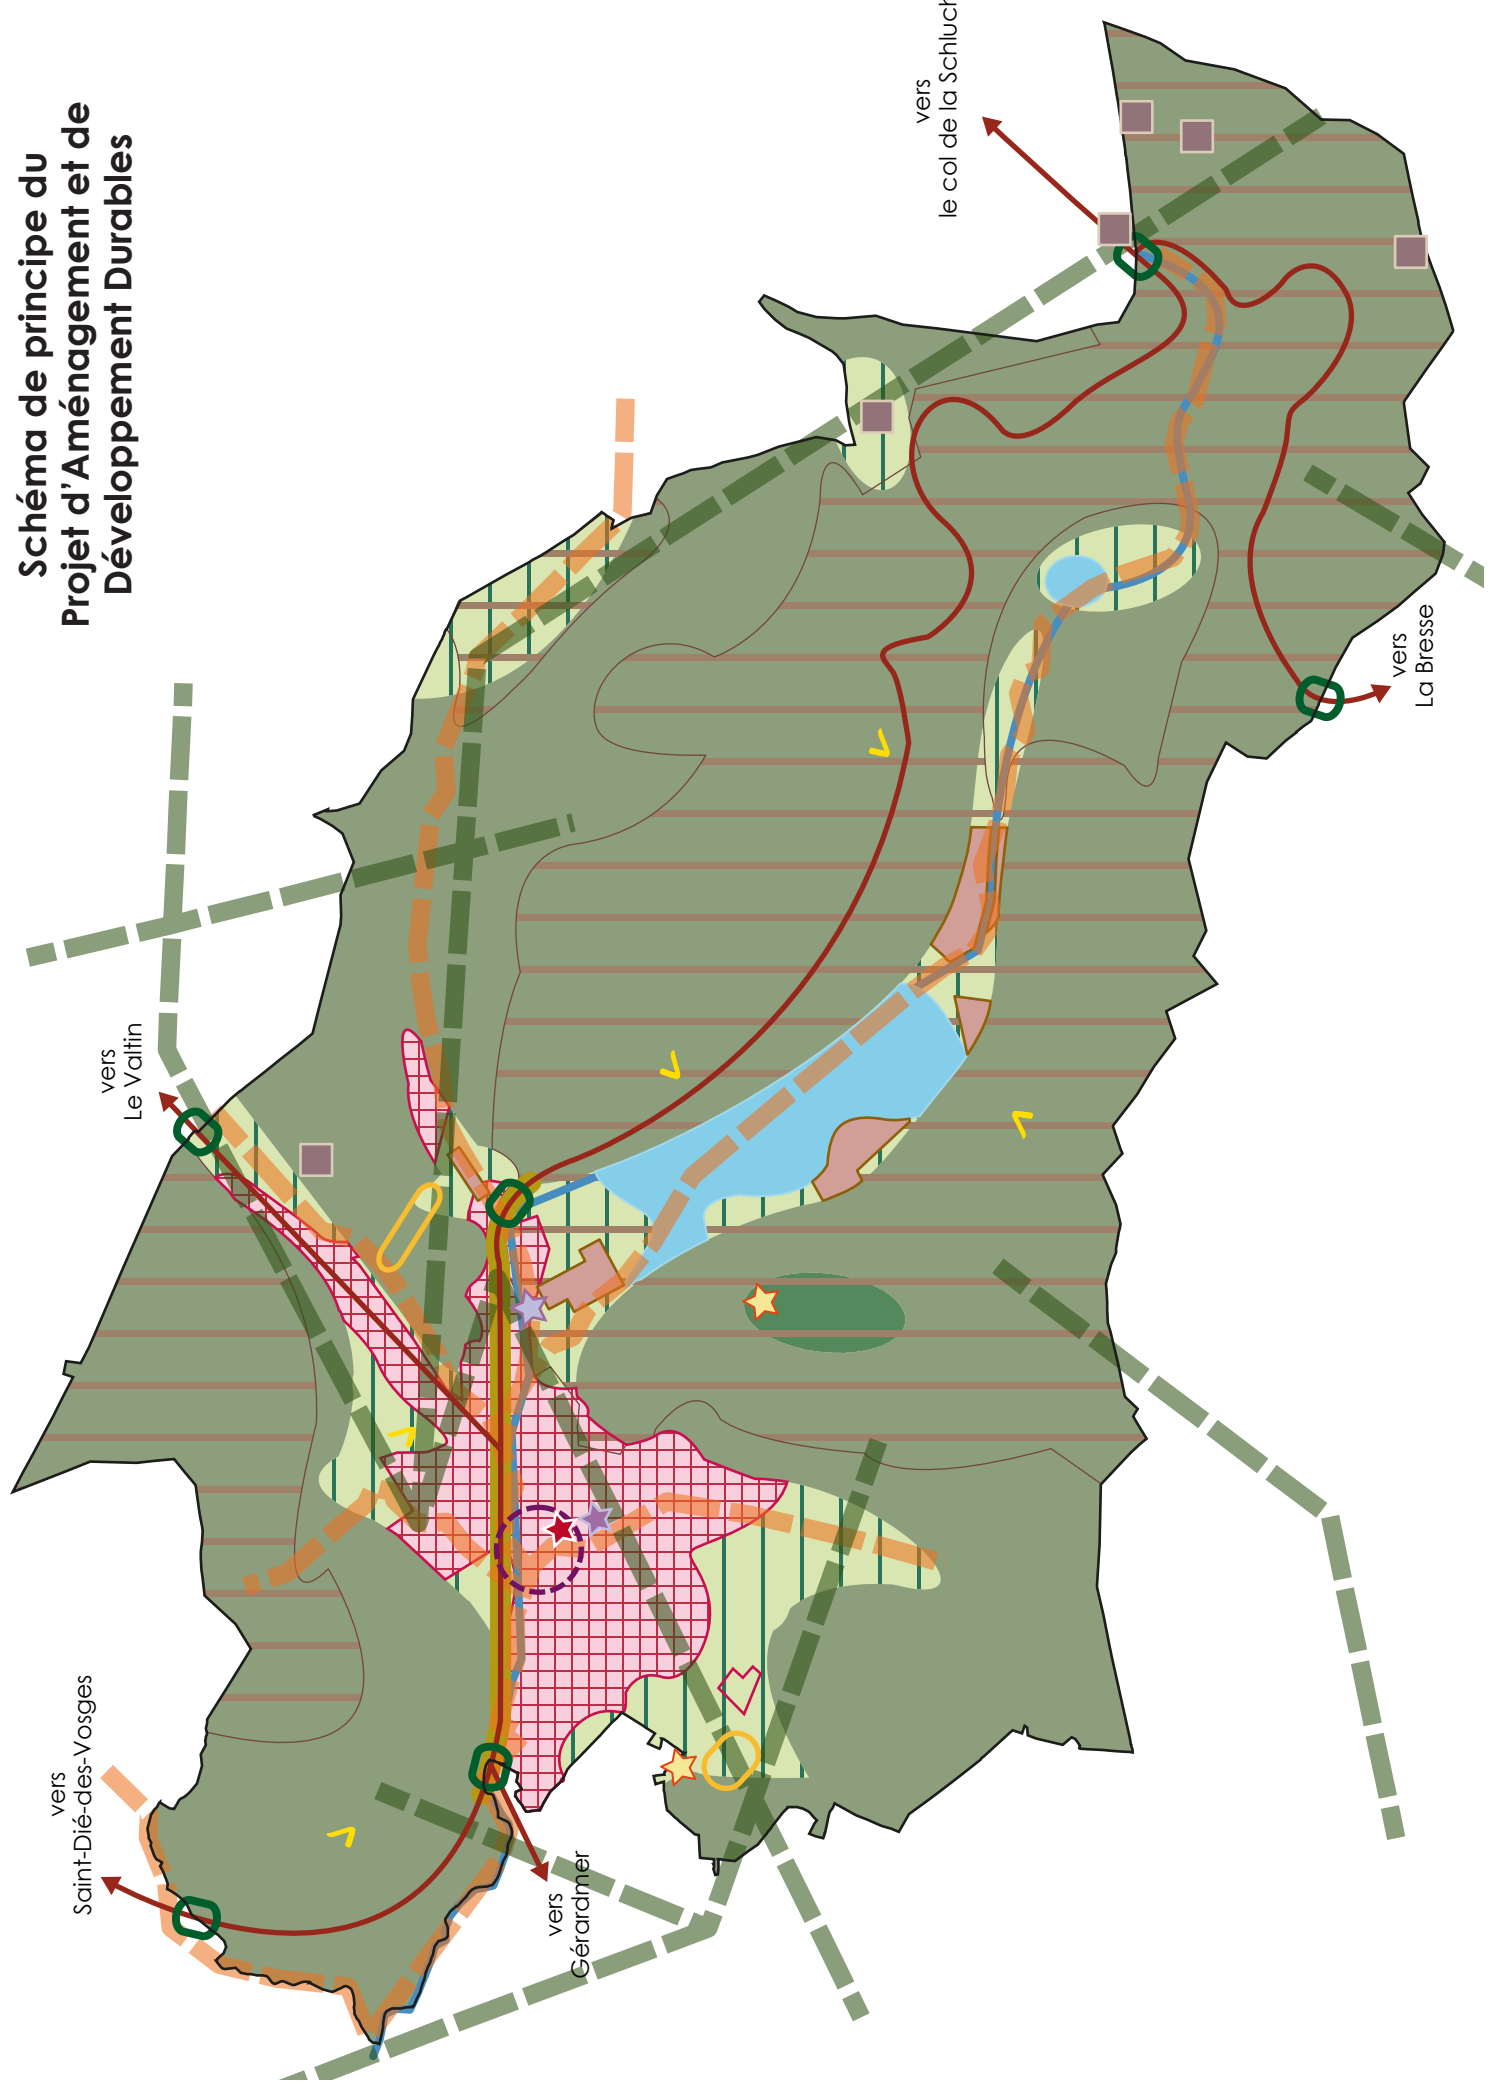 Schéma de principe du
Projet d'Aménagement et de
Développement Durables
vers
le col de la Schluch
vers
La Bresse
vers
Le Valtin
vers
Saint-Dié-des-Vosges
vers
Gérardmer